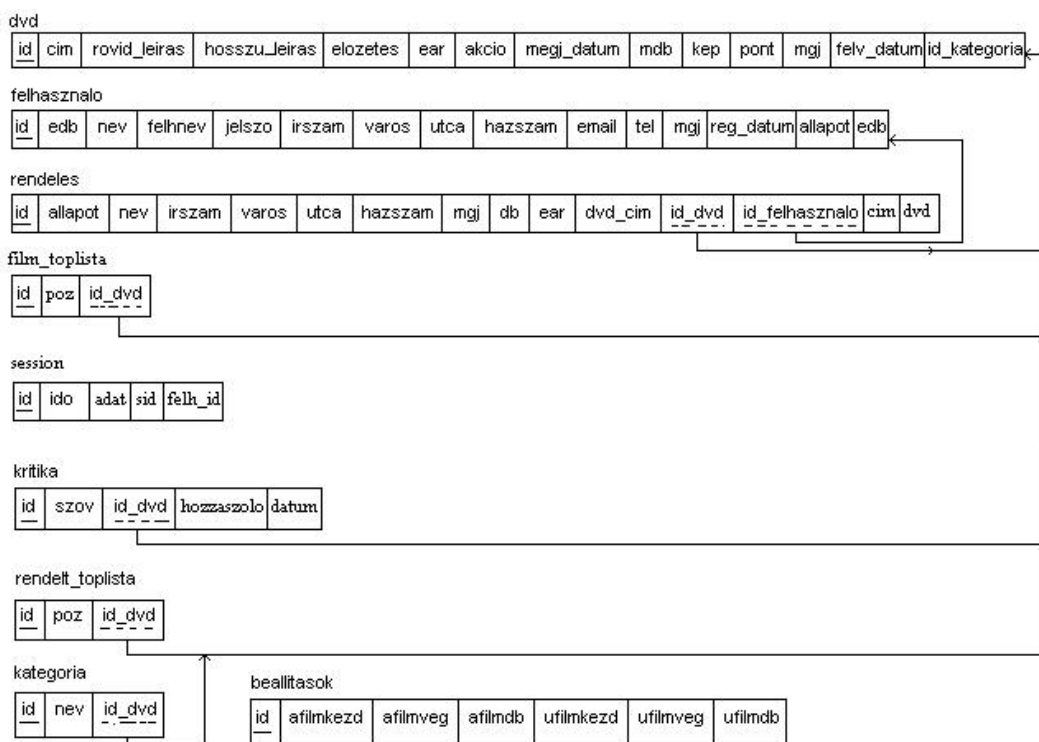 dvd
id cim rovid_leiras hosszu_leiras elozetes ear akcio megj_datum mdb kep pont mgj felv_datum id_kategoria
felhasznalo
id edb nev felhnev jelszo irszam varos utca hazszam email tel mgj reg_datum allapot edb
rendeles
id allapot nev irszam varos utca hazszam mgj db ear dvd_cim id_dvd id_felhasznalo cim dvd
film_toplista
id poz id_dvd
session
id ido adat sid felh_id
kritika
id szov id_dvd hozzaszolo datum
rendelt_toplista
id poz id_dvd
kategoria
id nev id_dvd
beallitasok
id afilmkezd afilmveg afilmdb ufilmkezd ufilmveg ufilmdb